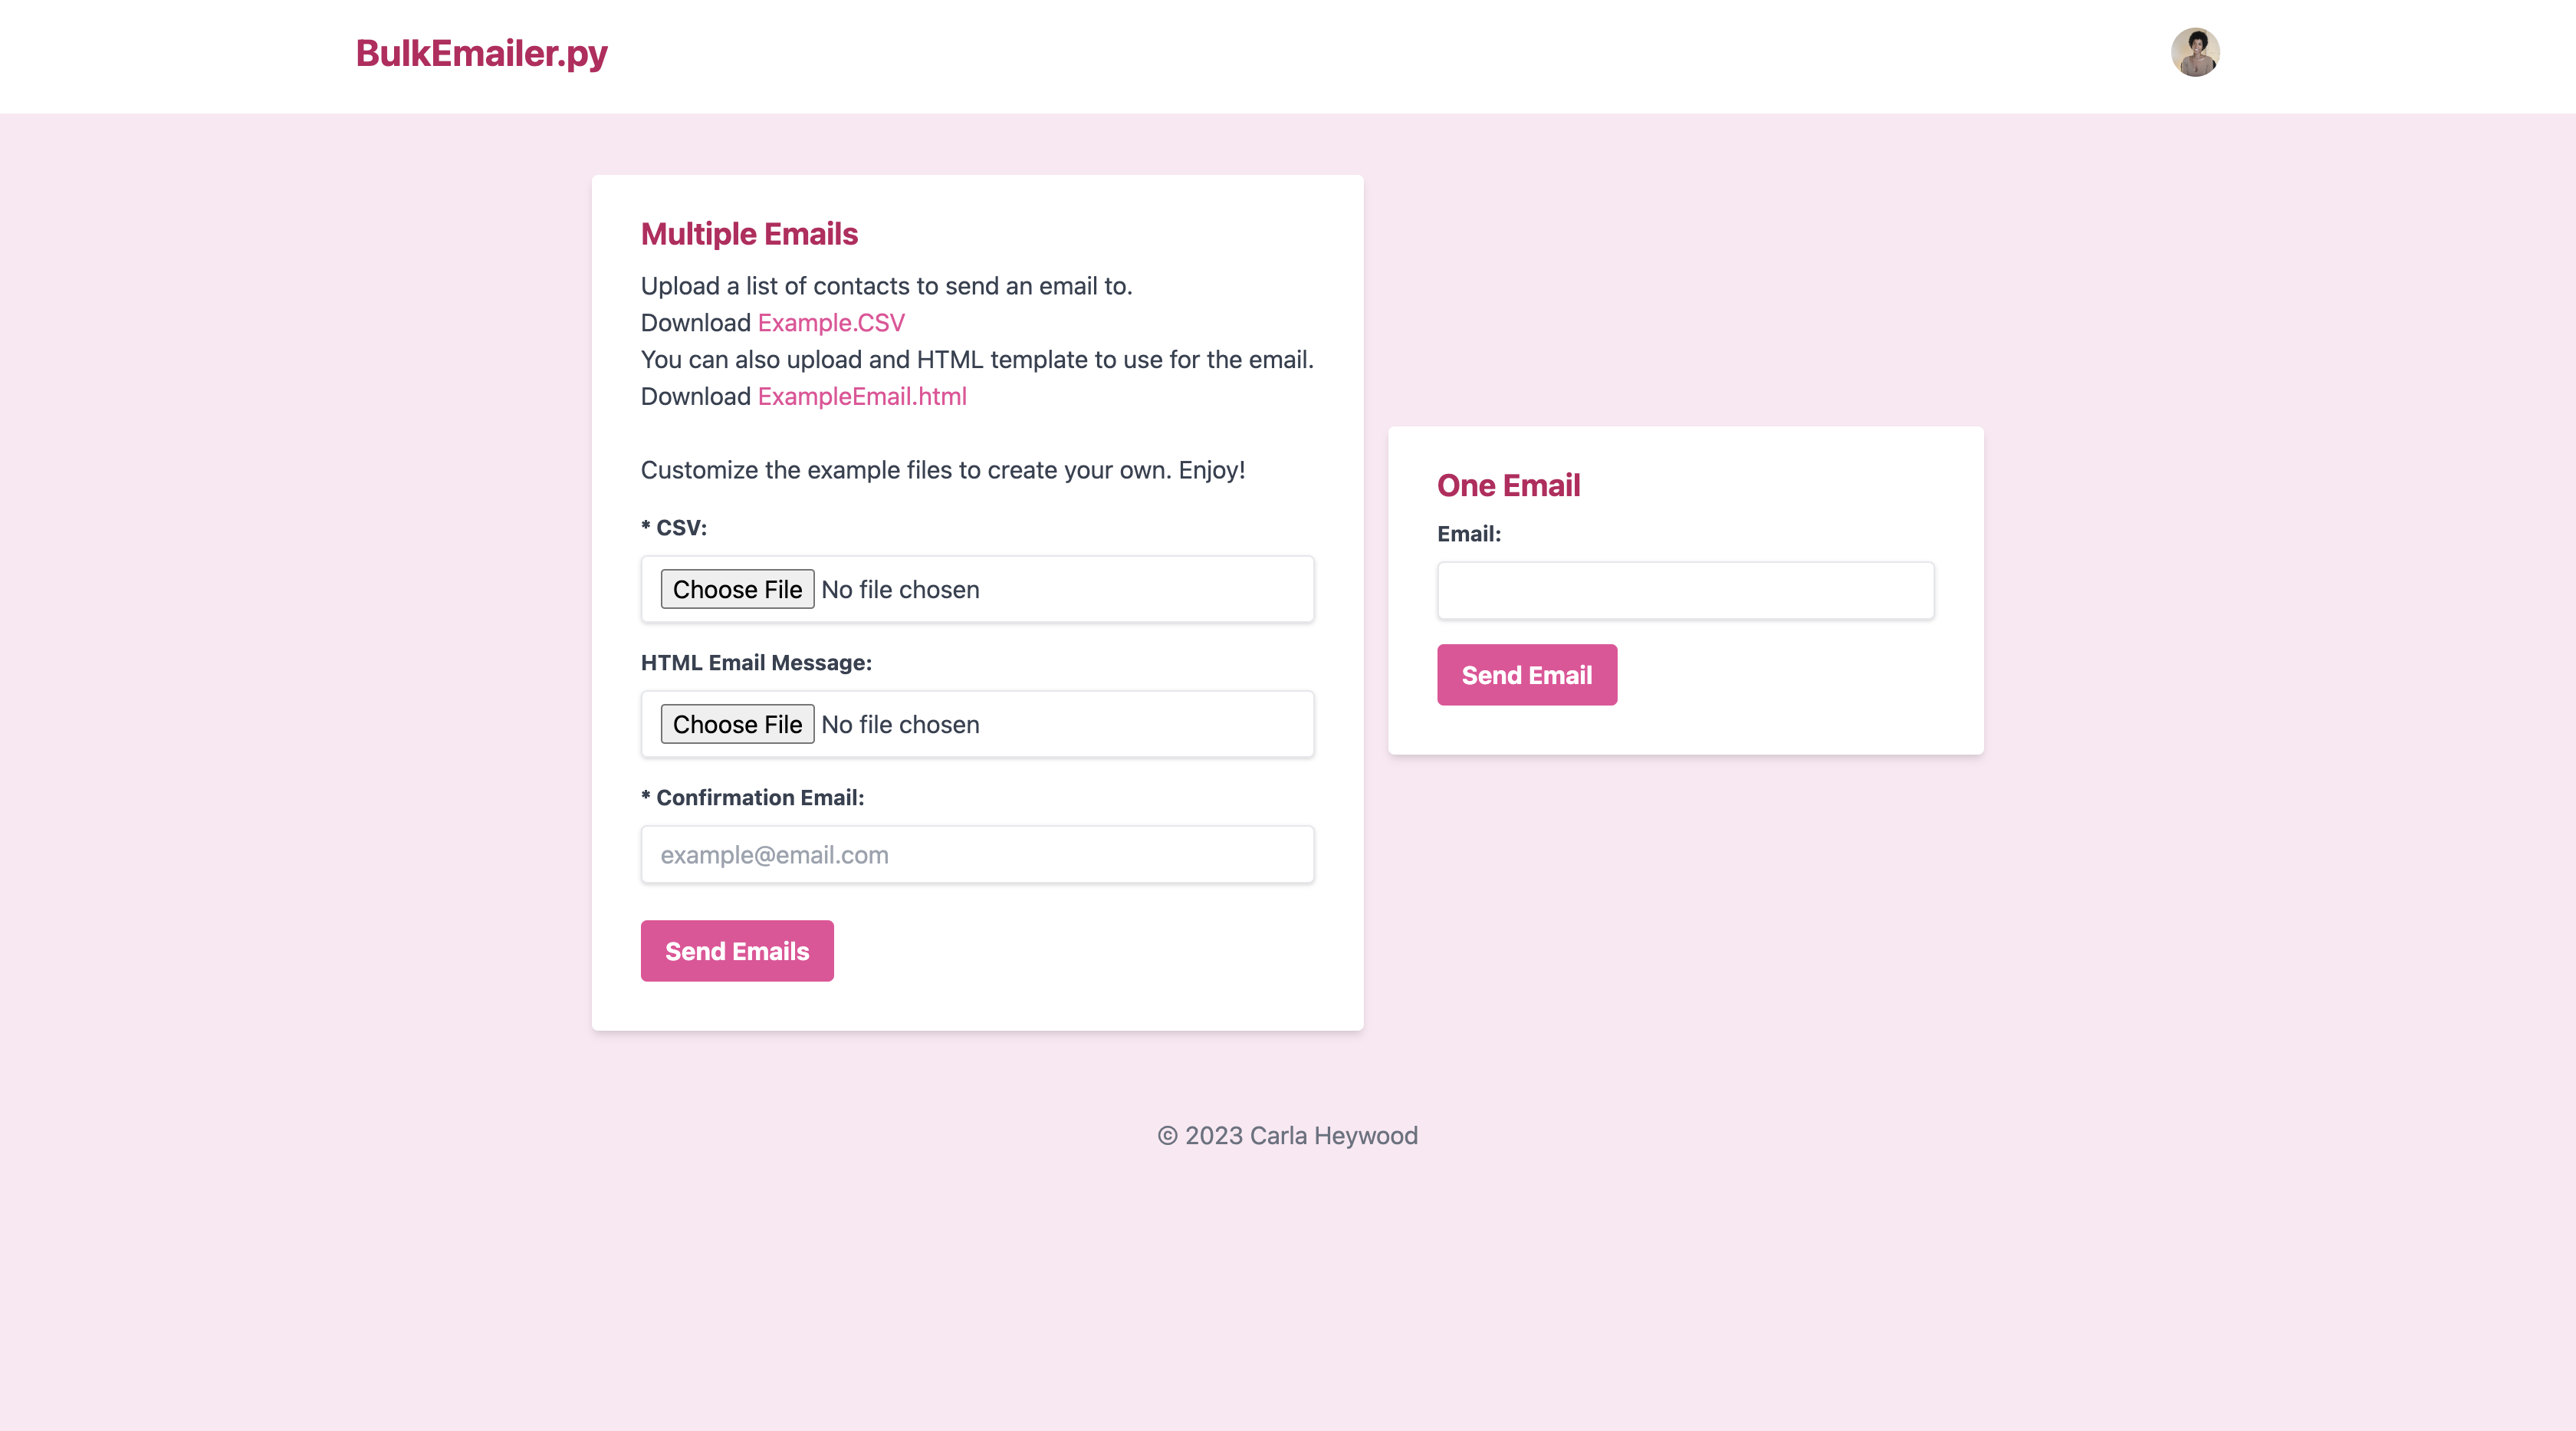 BulkEmailer.py
Multiple Emails
Upload a list of contacts to send an email to.
Download Example.CSV
You can also upload and HTML template to use for the email.
Download ExampleEmail.html
Customize the example files to create your own. Enjoy!
* CSV:
Choose File No file chosen
HTML Email Message:
Choose File No file chosen
* Confirmation Email:
example@email.com
Send Emails
One Email
Email:
Send Email
© 2023 Carla Heywood